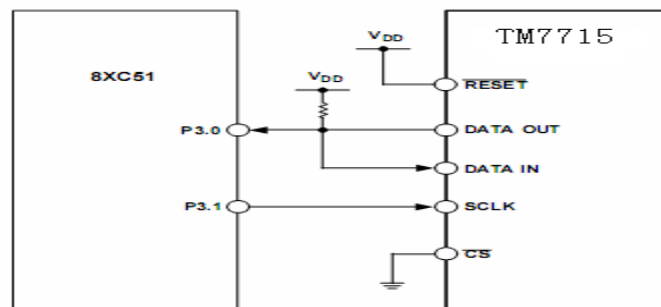 8XC51
P3.0
P3.1
VDD
VDD
TM7715
RESET
DATA OUT
DATA IN
SCLK
CS